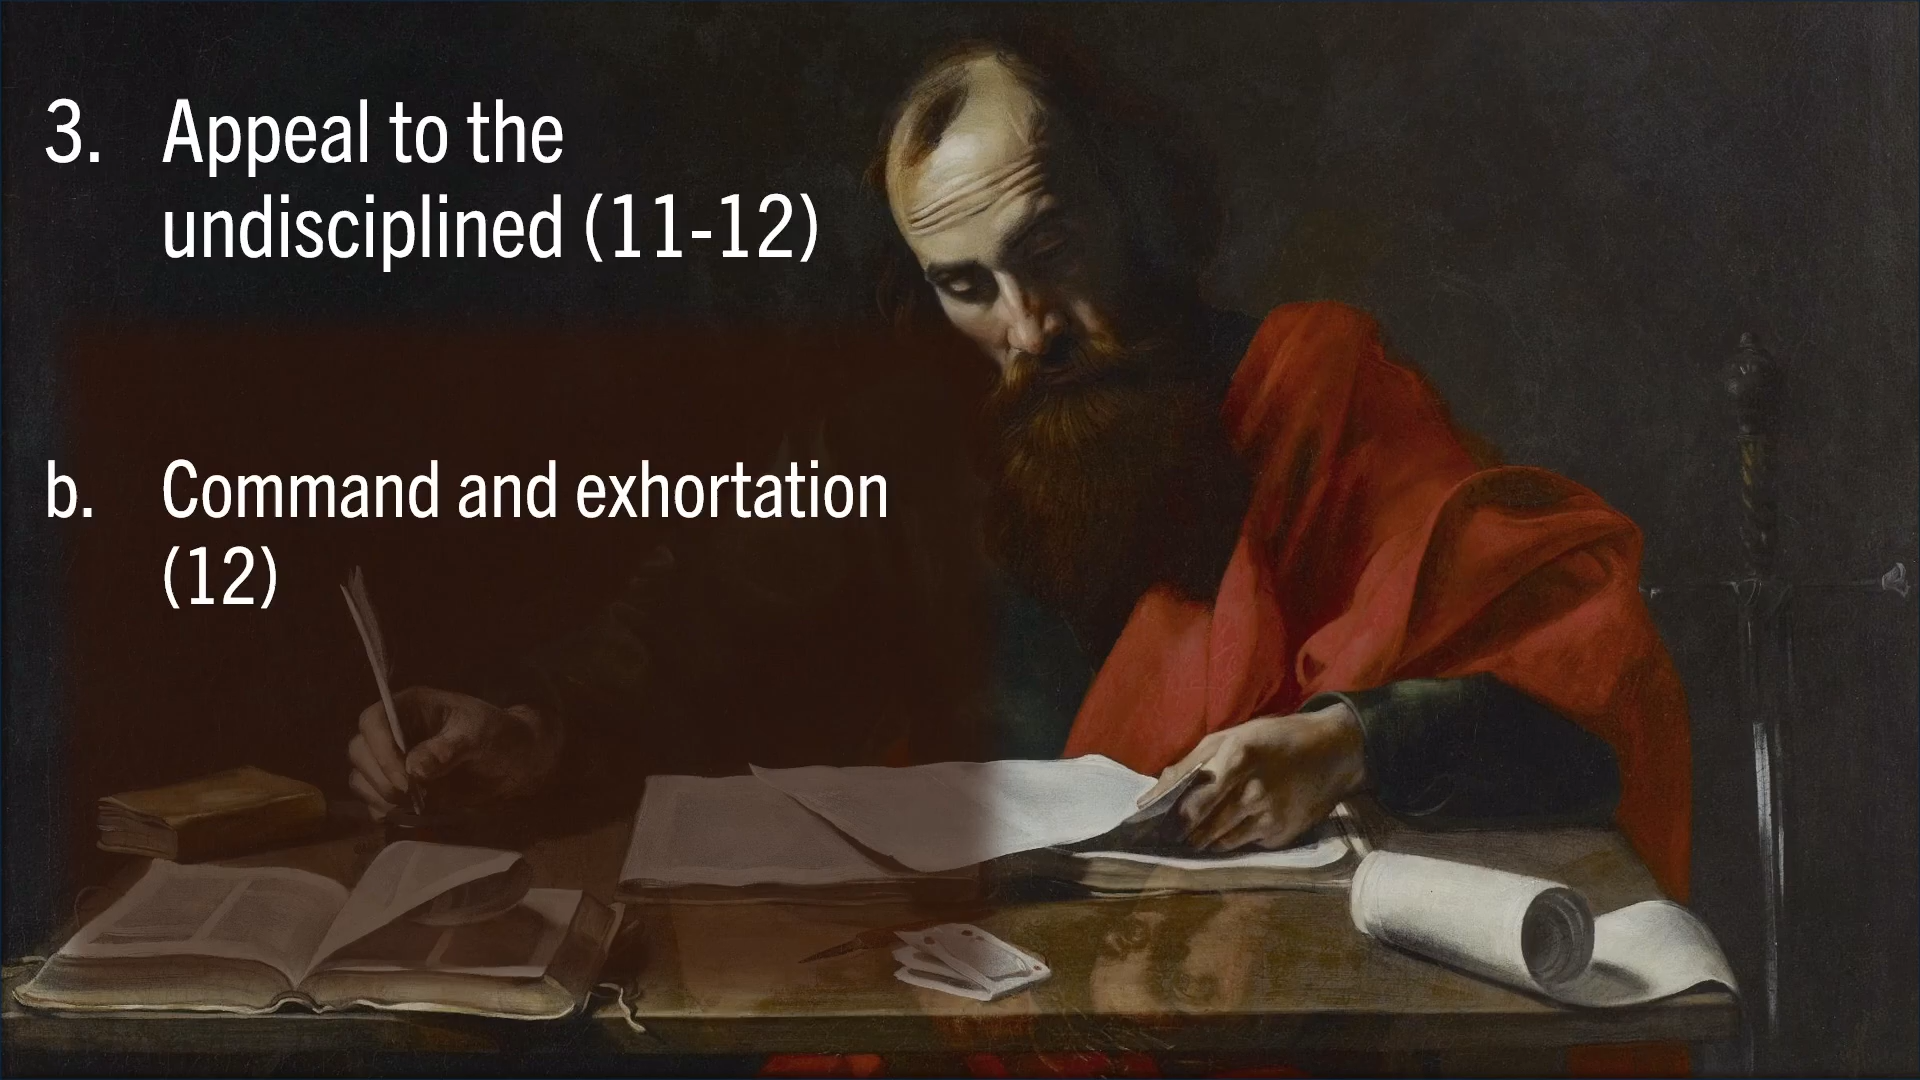 3. Appeal to the
undisciplined (11-12)
b. Command and exhortation
(12)